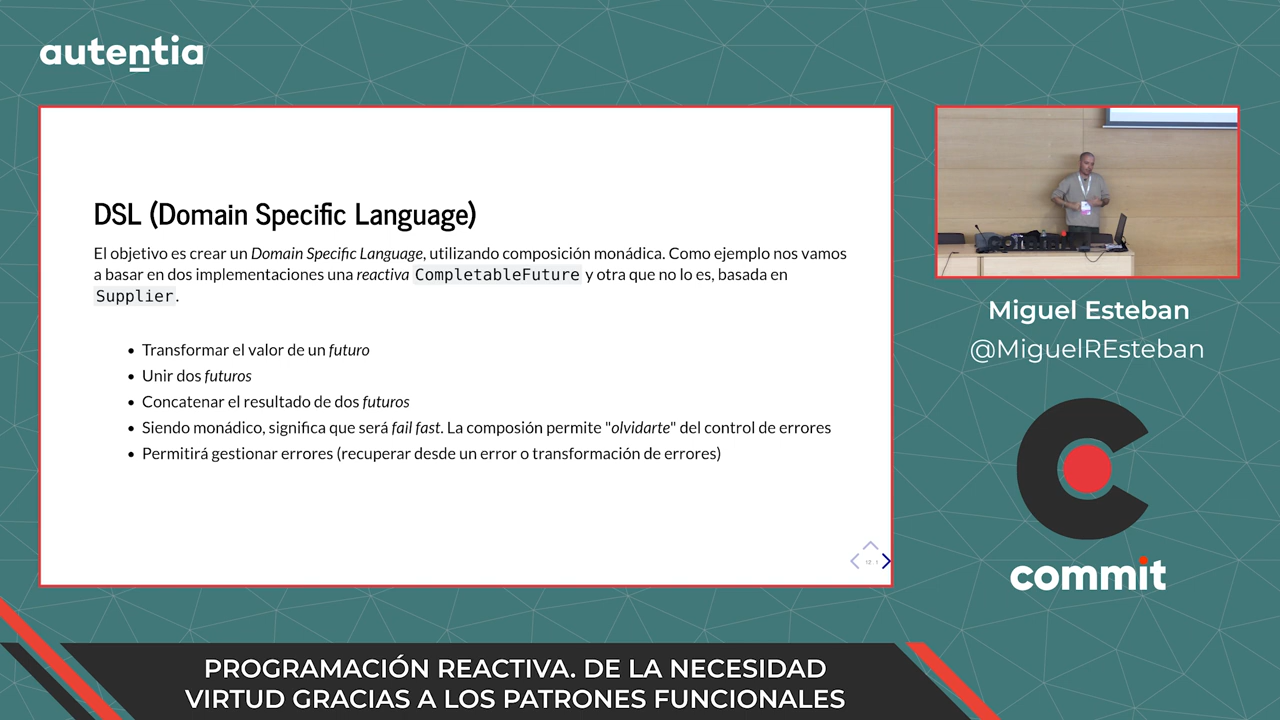 autentia
DSL (Domain Specific Language)
El objetivo es crear un Domain Specific Language, utilizando composición monádica. Como ejemplo nos vamos
a basar en dos implementaciones una reactiva CompletableFuture y otra que no lo es, basada en
Supplier.
• Transformar el valor de un futuro
• Unir dos futuros
• Concatenar el resultado de dos futuros
• Siendo monádico, significa que será fail fast. La composión permite "olvidarte" del control de errores
• Permitirá gestionar errores (recuperar desde un error o transformación de errores)
Miguel Esteban
@MiguelREsteban
commit
PROGRAMACIÓN REACTIVA. DE LA NECESIDAD
VIRTUD GRACIAS A LOS PATRONES FUNCIONALES